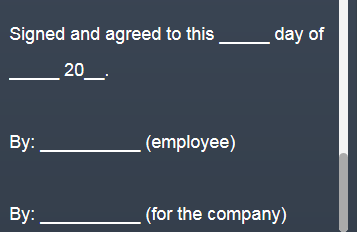 Signed and agreed to this _____ day of
_____ 20__.
By: __________ (employee)
By: __________ (for the company)